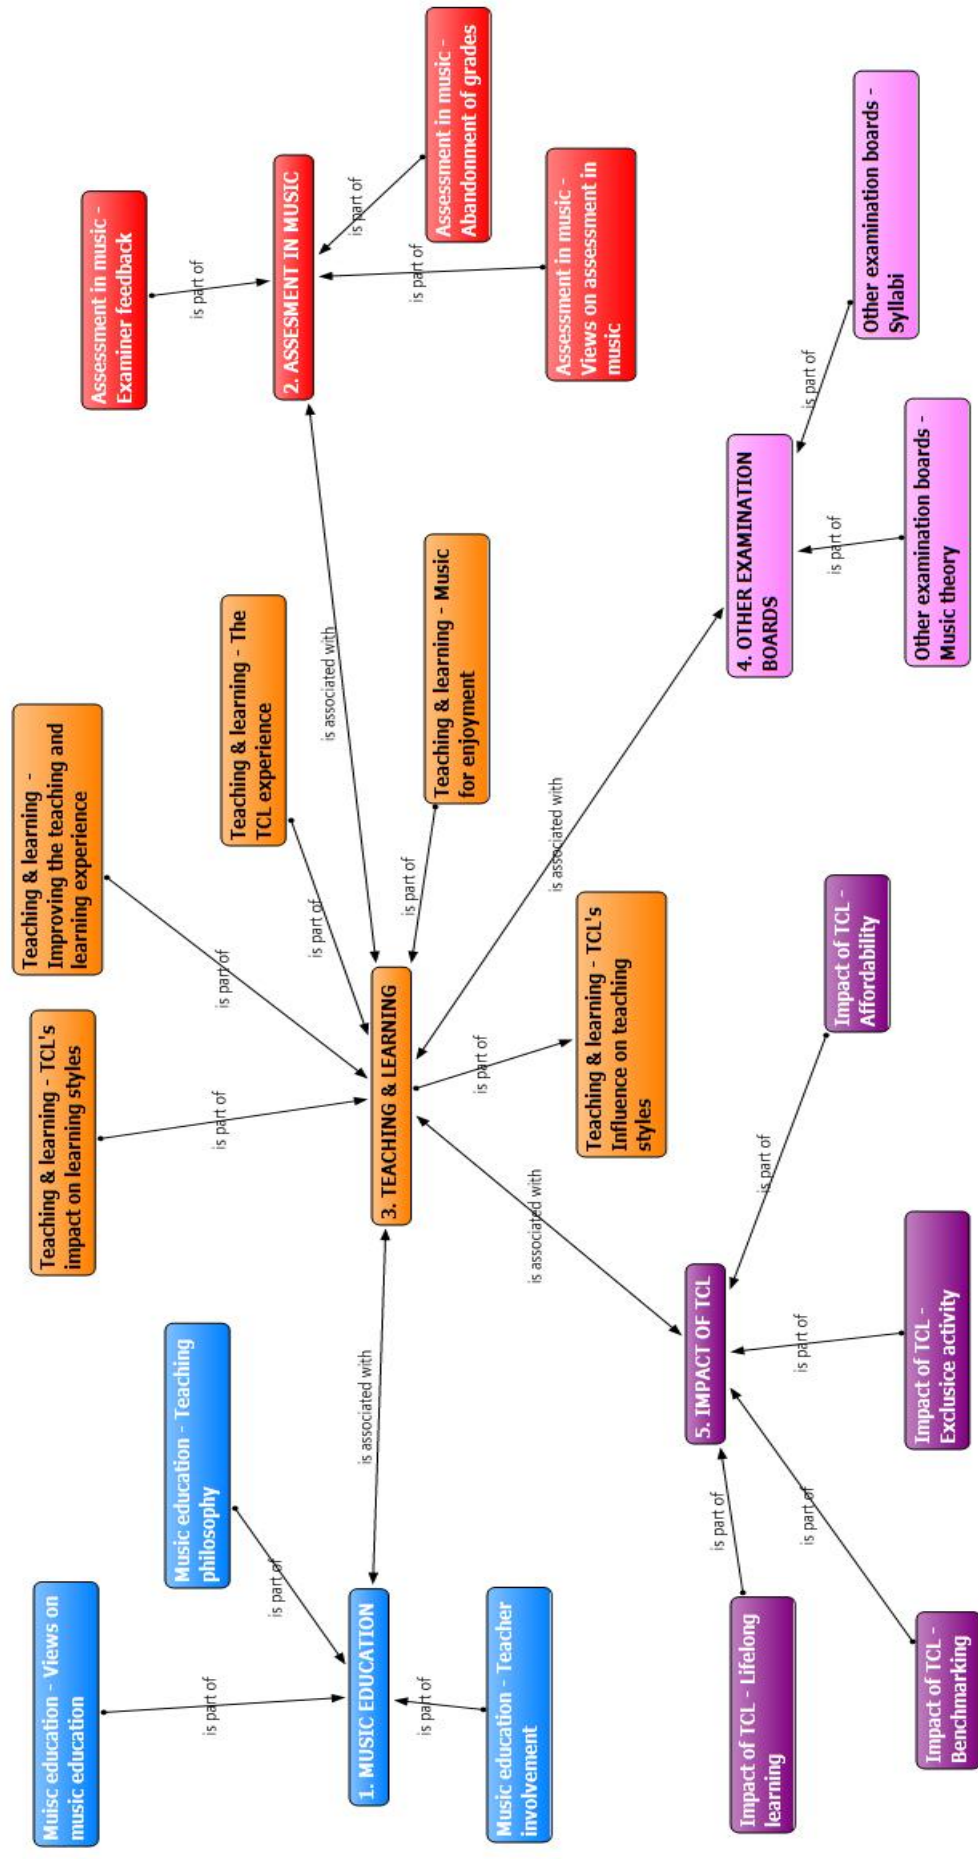 Muisc education - Views on
music education
is part of
Music education - Teaching
philosophy
is part of
1. MUSIC EDUCATION
is part of
Music education - Teacher
involvement
is associated with
Teaching & learning - TCL's
impact on learning styles
is part of
Teaching & learning -
Improving the teaching and
learning experience
is part of
Teaching & learning - The
TCL experience
is part of
Teaching & learning - Music
for enjoyment
is part of
3. TEACHING & LEARNING
is part of
Teaching & learning - TCL's
Influence on teaching
styles
is associated with
Assessment in music -
Examiner feedback
is part of
2. ASSESMENT IN MUSIC
is part of
Assessment in music -
Abandonment of grades
is part of
Assessment in music -
Views on assessment in
music
is associated with
5. IMPACT OF TCL
is part of
Impact of TCL - Lifelong
learning
is part of
Impact of TCL -
Benchmarking
is part of
Impact of TCL -
Exclusice activity
is part of
Impact of TCL -
Affordability
is associated with
4. OTHER EXAMINATION
BOARDS
is part of
Other examination boards -
Music theory
is part of
Other examination boards -
Syllabi